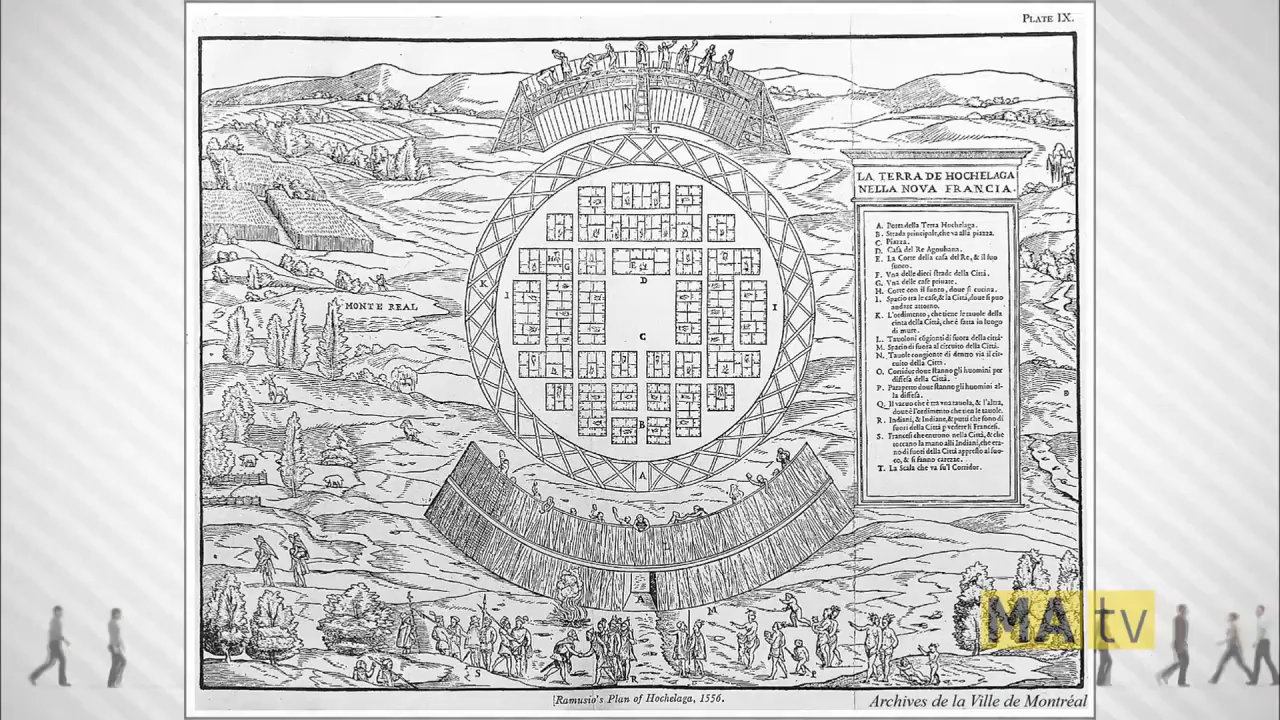 PLATE IX.
LA TERRA DE HOCHELAGA
NELLA NOVA FRANCIA.
A. Porta della Terra Hochelaga.
B. Strada principale, che va alla piazza.
C. Piazza.
D. Casa del Re Agouhana.
E. La Corte della casa del Re, & il suo
fuoco.
F. Vna delle dieci strade della Città.
G. Vna delle case private.
H. Corte con il fuoco, doue si cucina.
I. Spacio tra le case, & la Città, doue si puo
andare attorno.
K. L'ordimento, che tiene le tauole della
cinta della Città, che è fatta in luogo
di mure.
L. Tauoloni cõgionti di fuora della città
M. Spacio di fuora al circuito della Città.
N. Tauole congionte di dentro via il cir-
cuito della Città.
O. Corridor doue stanno gli huomini per
diffesa della Città.
P. Parapetto doue stanno gli huomini al-
la diffesa.
Q. Il vacuo che è tra vna tauola, & l'altra,
doue è l'ordimento che tien le tauole.
R. Indiani, & Indiane, & putti che sono di
fuori della Città p vedere li Francesi.
S. Francesi che entrono nella Città, & che
toccano la mano alli Indiani, che era-
no di fuori della Città appresso al fuo-
co, & si fanno carezze.
T. La Scala che va su'l Corridor.
MONTE REAL
T
K
H
G
E
D
I
I
C
B
A
A
M
S
R
P
MAtv
Ramusio's Plan of Hochelaga, 1556.
Archives de la Ville de Montréal